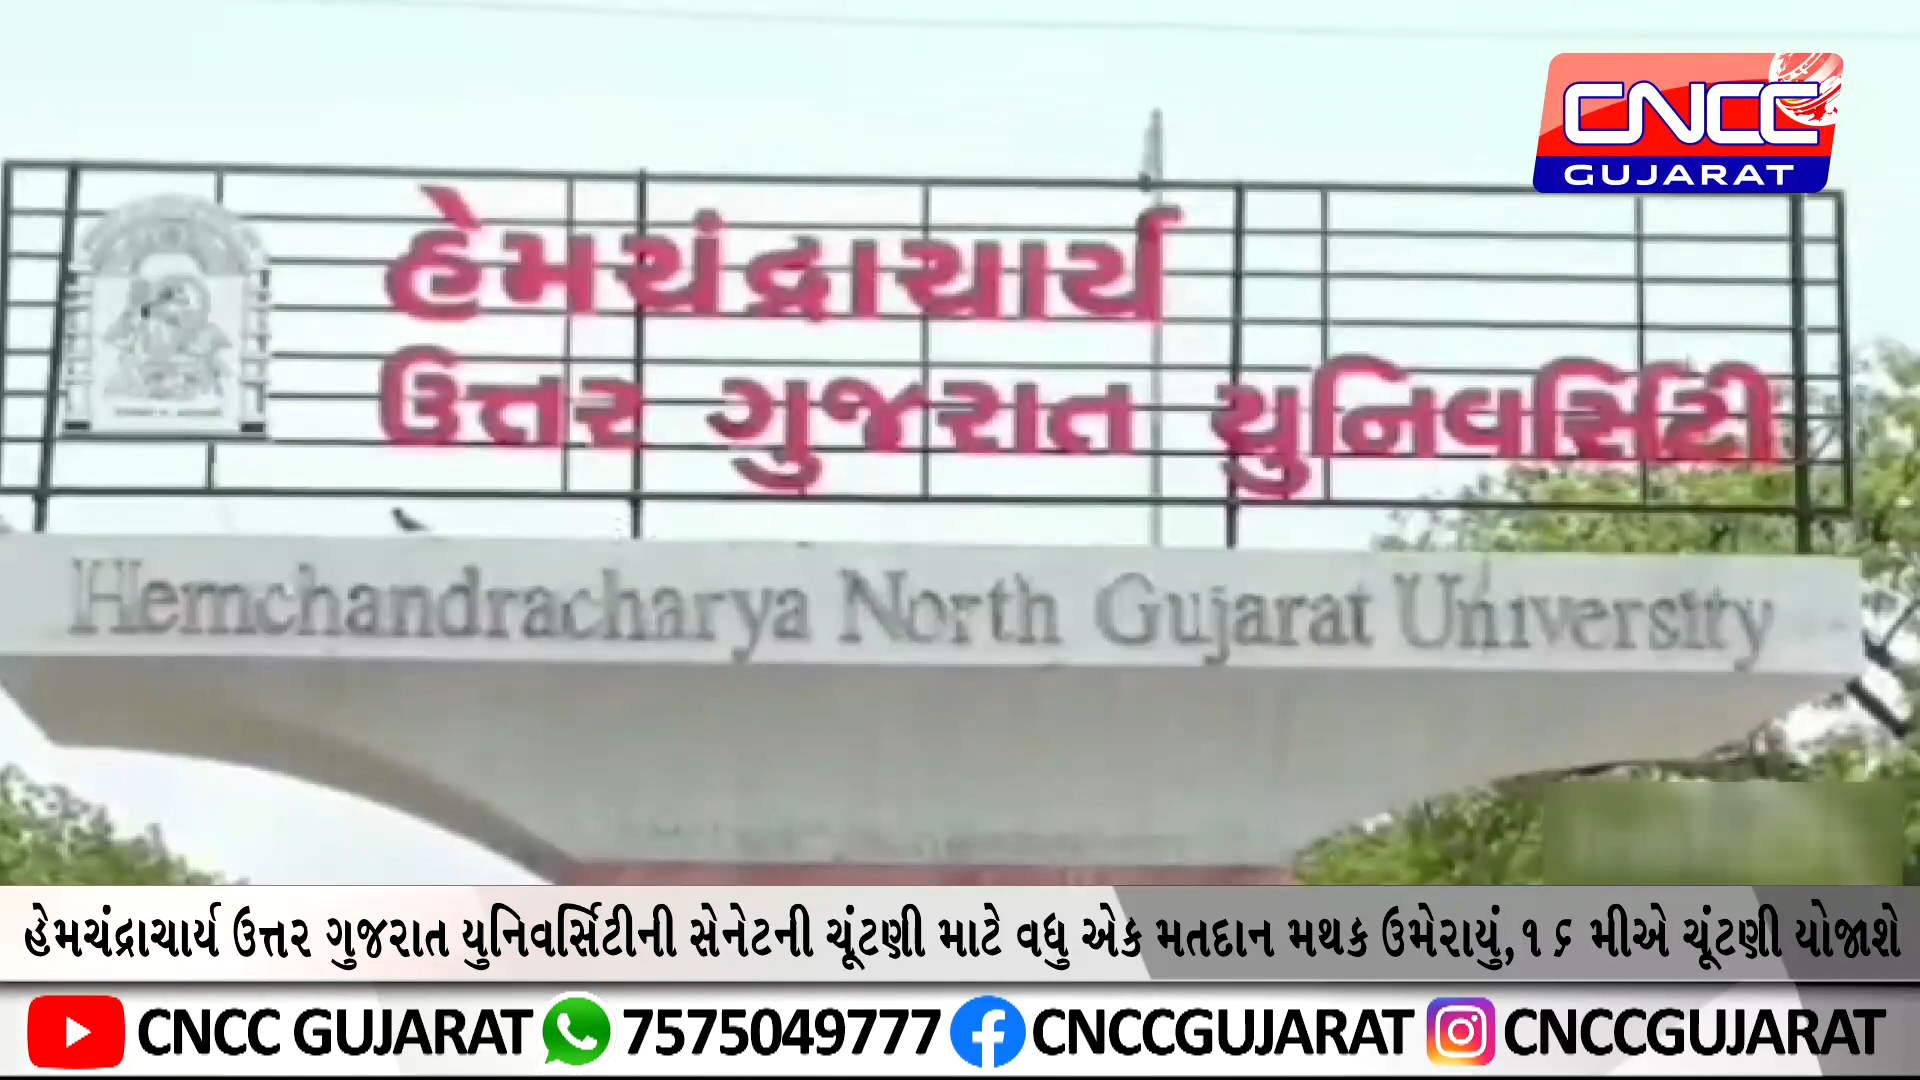 CNCC
GUJARAT
હેમચંદ્રાચાર્ય
ઉત્તર ગુજરાત યુનિવર્સિટી
Hemchandracharya North Gujarat University
હેમચંદ્રાચાર્ય ઉત્તર ગુજરાત યુનિવર્સિટીની સેનેટની ચૂંટણી માટે વધુ એક મતદાન મથક ઉમેરાયું,૧૬ મીએ ચૂંટણી યોજાશે
CNCC GUJARAT 7575049777 CNCCGUJARAT CNCCGUJARAT